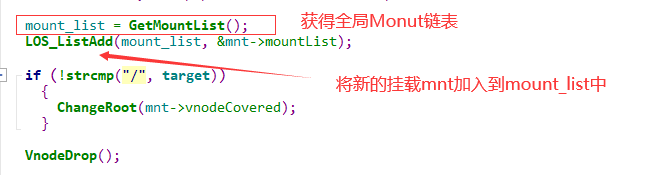 mount_list = GetMountList();
获得全局Monut链表
LOS_ListAdd(mount_list, &mnt->mountList);
将新的挂载mnt加入到mount_list中
if (!strcmp("/", target))
{
ChangeRoot(mnt->vnodeCovered);
}
VnodeDrop();